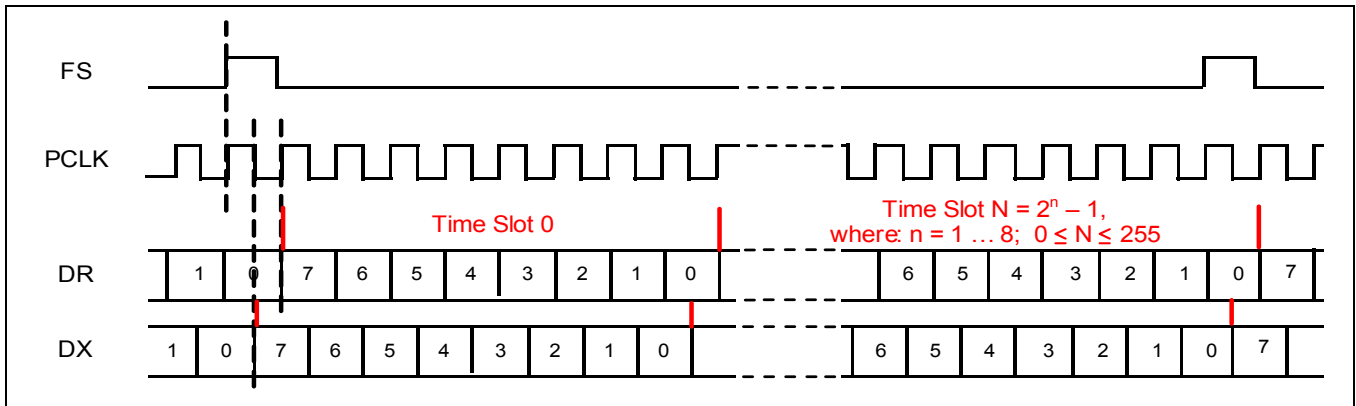 FS
PCLK
Time Slot 0
Time Slot N = 2ⁿ – 1,
where: n = 1 … 8; 0 ≤ N ≤ 255
DR 1 0 7 6 5 4 3 2 1 0 6 5 4 3 2 1 0 7
DX 1 0 7 6 5 4 3 2 1 0 6 5 4 3 2 1 0 7